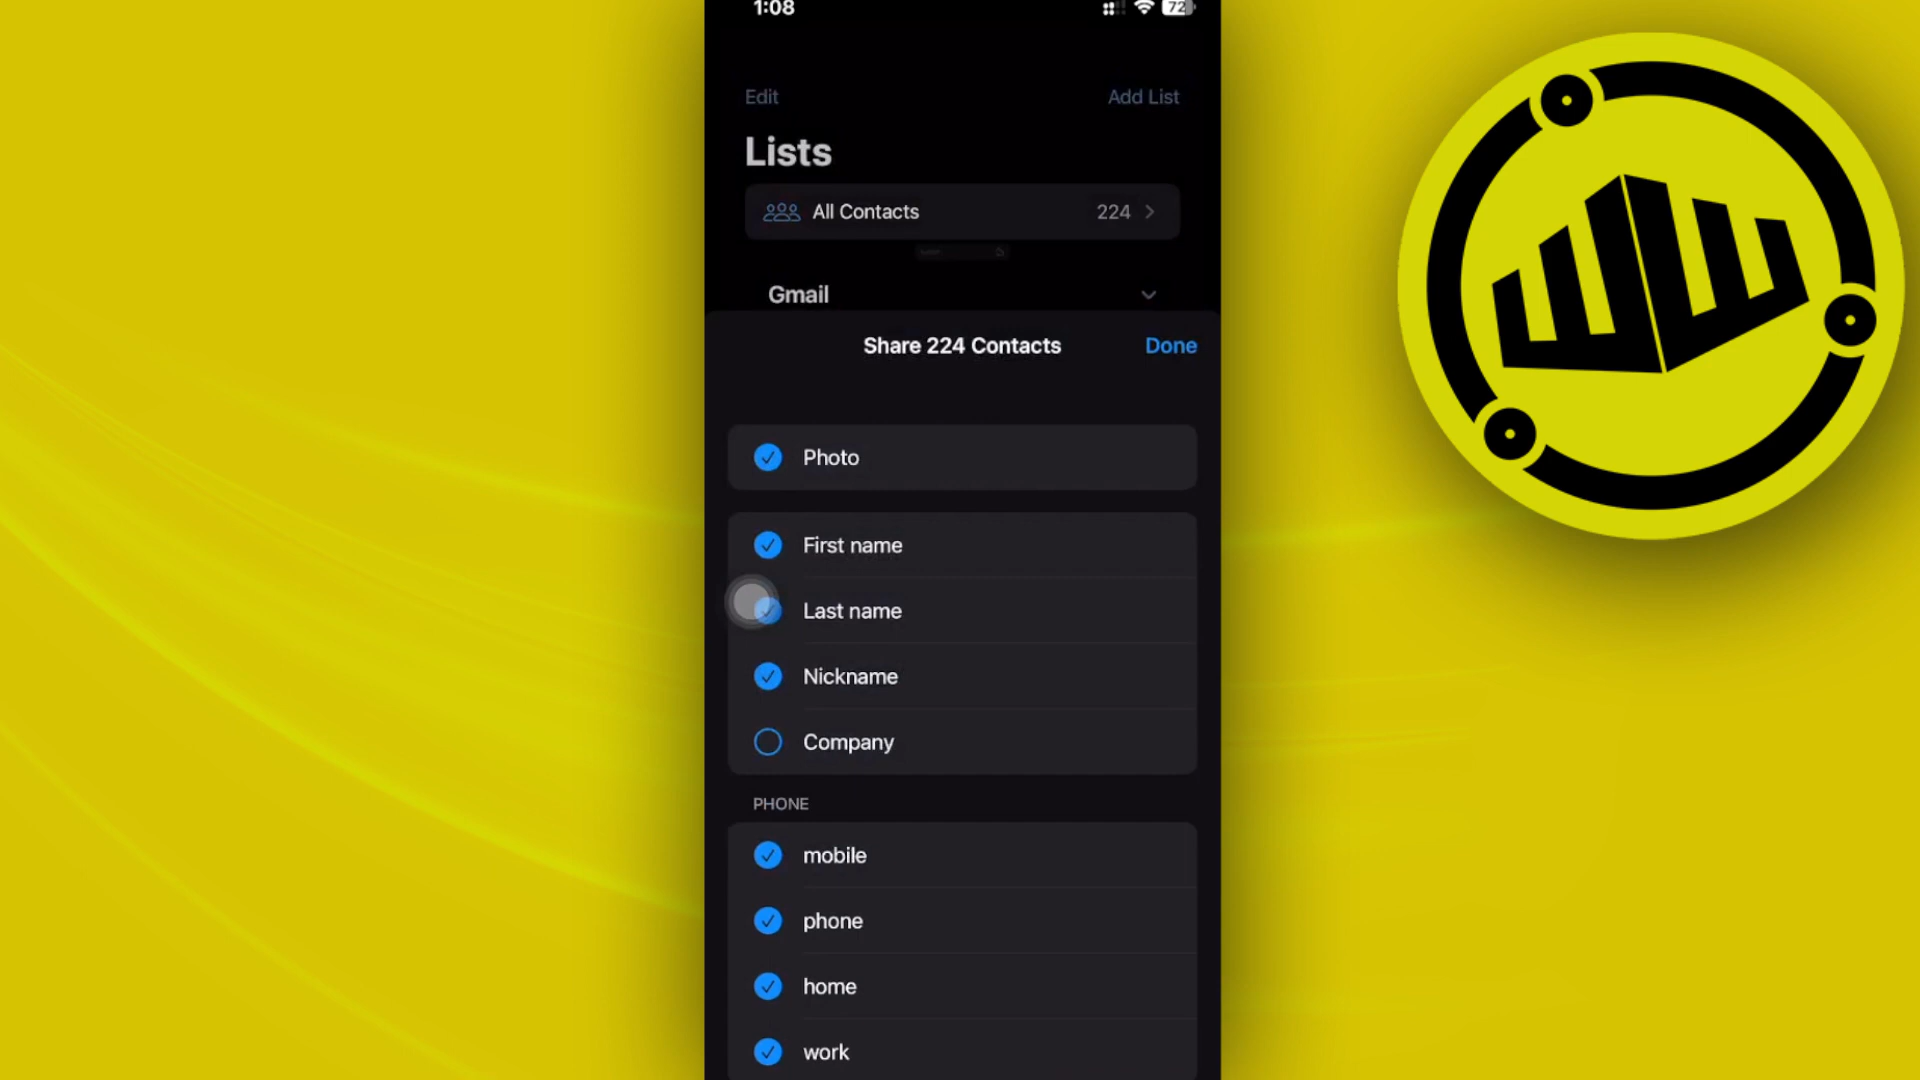 1:08
72
Edit
Add List
Lists
All Contacts
224
Gmail
Share 224 Contacts
Done
Photo
First name
Last name
Nickname
Company
PHONE
mobile
phone
home
work